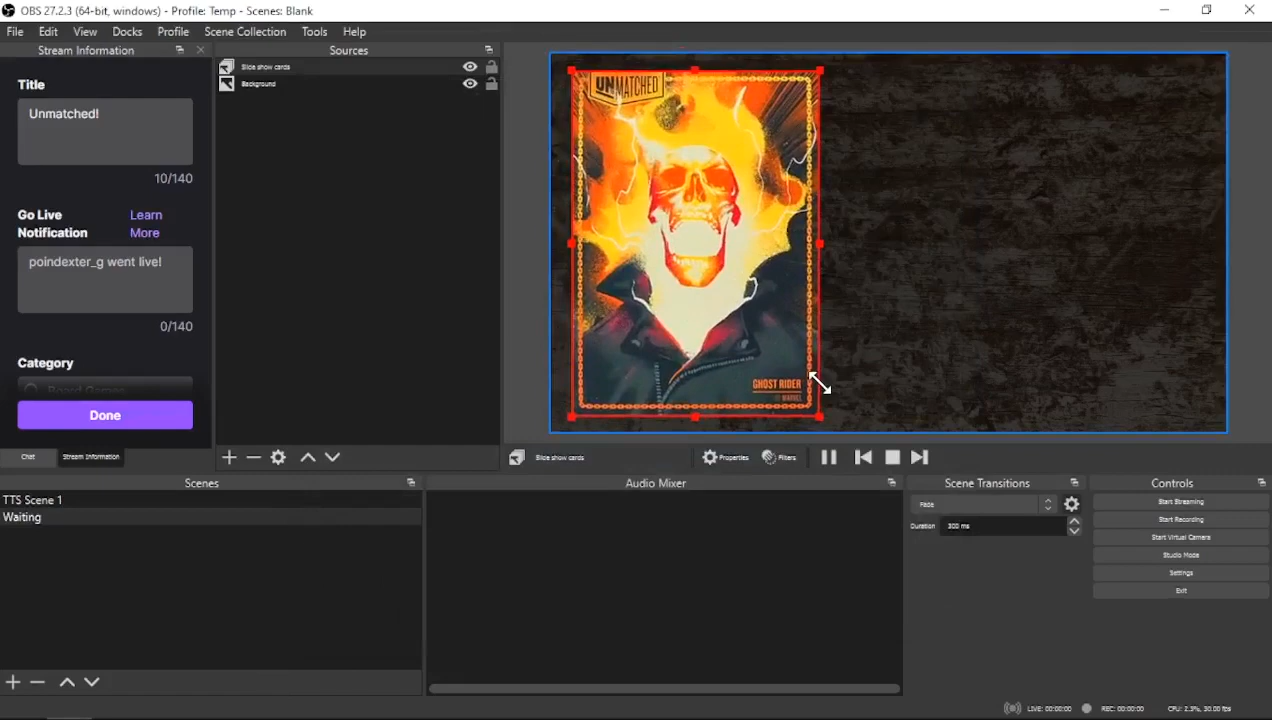 OBS 27.2.3 (64-bit, windows) - Profile: Temp - Scenes: Blank
File Edit View Docks Profile Scene Collection Tools Help
Stream Information
Title
Unmatched!
10/140
Go Live Notification
Learn More
poindexter_g went live!
0/140
Category
Board Games
Done
Chat Stream Information
Sources
Slide show cards
Background
UNMATCHED
GHOST RIDER
MARVEL
Slide show cards Properties Filters
Scenes
TTS Scene 1
Waiting
Audio Mixer
Scene Transitions
Fade
Duration 300 ms
Controls
Start Streaming
Start Recording
Start Virtual Camera
Studio Mode
Settings
Exit
LIVE: 00:00:00 REC: 00:00:00 CPU: 2.3%, 30.00 fps